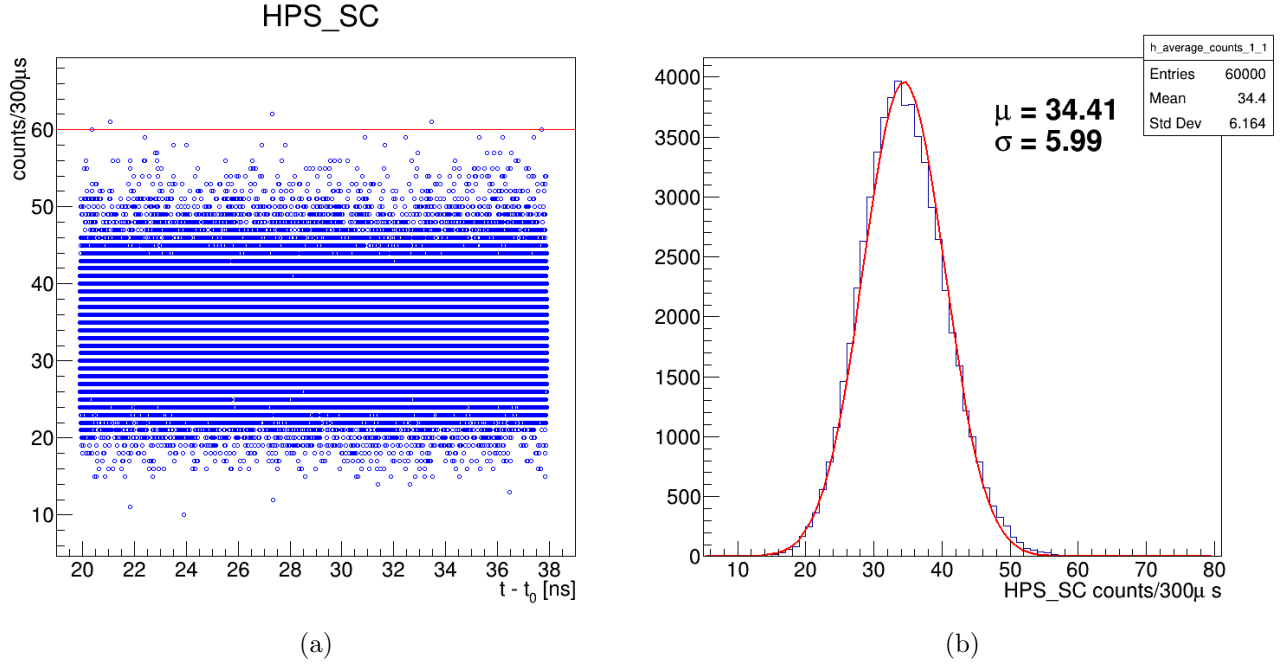 HPS_SC
counts/300μs
60
50
40
30
20
10
20 22 24 26 28 30 32 34 36 38
t - t0 [ns]
(a)
h_average_counts_1_1
Entries 60000
Mean 34.4
Std Dev 6.164
μ = 34.41
σ = 5.99
4000
3500
3000
2500
2000
1500
1000
500
0
10 20 30 40 50 60 70 80
HPS_SC counts/300μ s
(b)